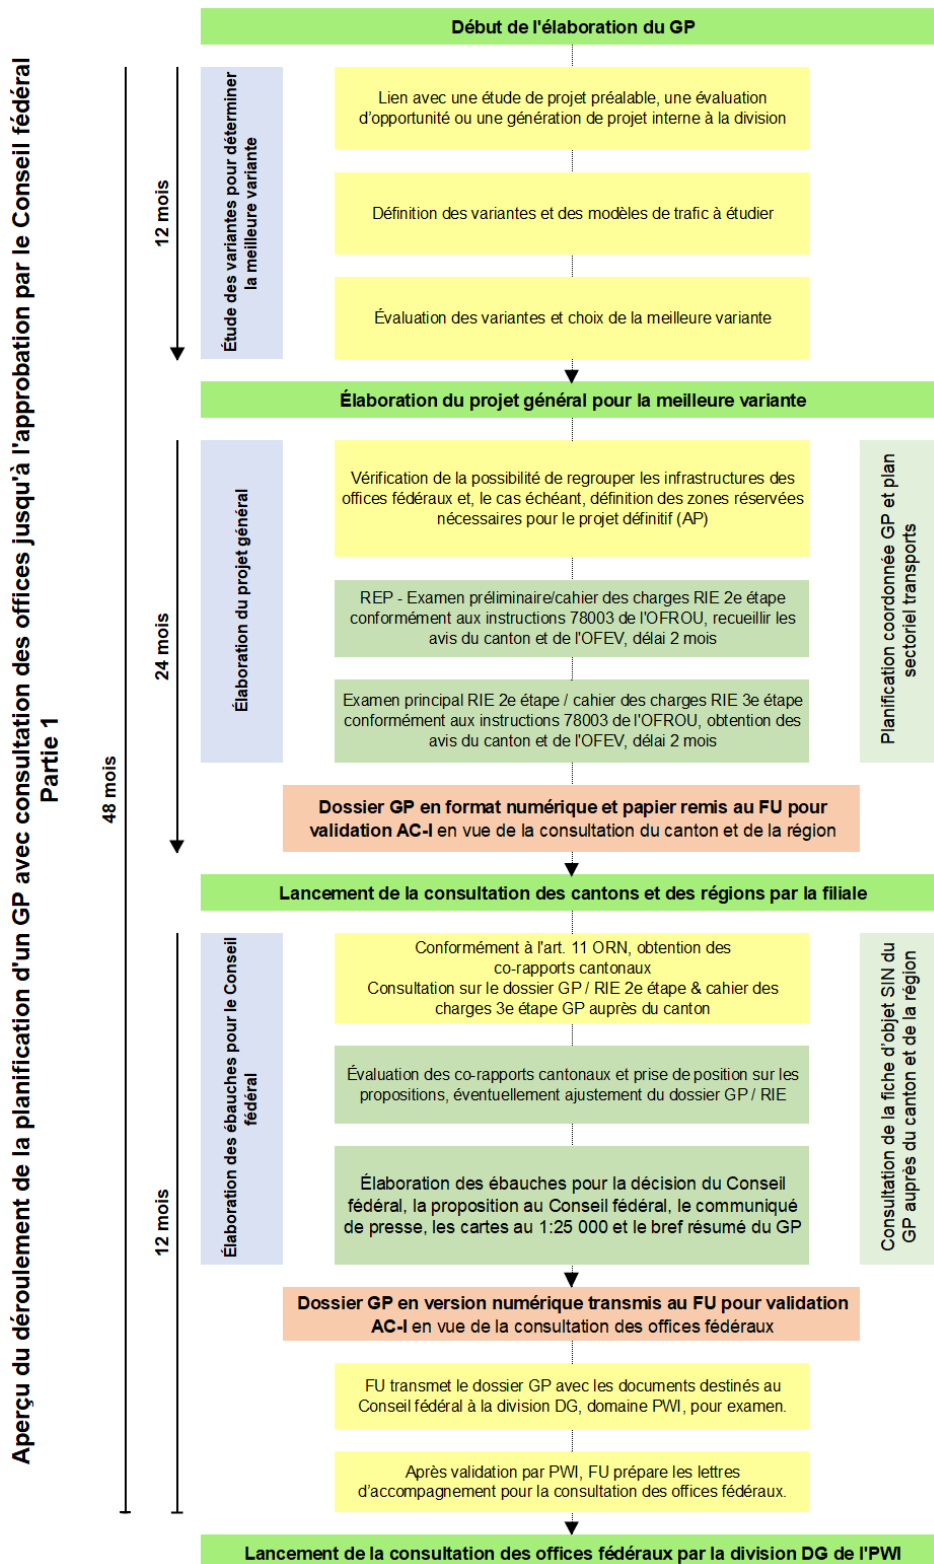 Aperçu du déroulement de la planification d'un GP avec consultation des offices jusqu'à l'approbation par le Conseil fédéral
Partie 1
48 mois
Début de l'élaboration du GP
12 mois
Étude des variantes pour déterminer
la meilleure variante
Lien avec une étude de projet préalable, une évaluation
d'opportunité ou une génération de projet interne à la division
Définition des variantes et des modèles de trafic à étudier
Évaluation des variantes et choix de la meilleure variante
Élaboration du projet général pour la meilleure variante
24 mois
Élaboration du projet général
Vérification de la possibilité de regrouper les infrastructures des
offices fédéraux et, le cas échéant, définition des zones réservées
nécessaires pour le projet définitif (AP)
REP - Examen préliminaire/cahier des charges RIE 2e étape
conformément aux instructions 78003 de l'OFROU, recueillir les
avis du canton et de l'OFEV, délai 2 mois
Examen principal RIE 2e étape / cahier des charges RIE 3e étape
conformément aux instructions 78003 de l'OFROU, obtention des
avis du canton et de l'OFEV, délai 2 mois
Planification coordonnée GP et plan
sectoriel transports
Dossier GP en format numérique et papier remis au FU pour
validation AC-I en vue de la consultation du canton et de la région
Lancement de la consultation des cantons et des régions par la filiale
12 mois
Élaboration des ébauches pour le Conseil
fédéral
Conformément à l'art. 11 ORN, obtention des
co-rapports cantonaux
Consultation sur le dossier GP / RIE 2e étape & cahier des
charges 3e étape GP auprès du canton
Évaluation des co-rapports cantonaux et prise de position sur les
propositions, éventuellement ajustement du dossier GP / RIE
Élaboration des ébauches pour la décision du Conseil
fédéral, la proposition au Conseil fédéral, le communiqué
de presse, les cartes au 1:25 000 et le bref résumé du GP
Consultation de la fiche d'objet SIN du
GP auprès du canton et de la région
Dossier GP en version numérique transmis au FU pour validation
AC-I en vue de la consultation des offices fédéraux
FU transmet le dossier GP avec les documents destinés au
Conseil fédéral à la division DG, domaine PWI, pour examen.
Après validation par PWI, FU prépare les lettres
d'accompagnement pour la consultation des offices fédéraux.
Lancement de la consultation des offices fédéraux par la division DG de l'PWI